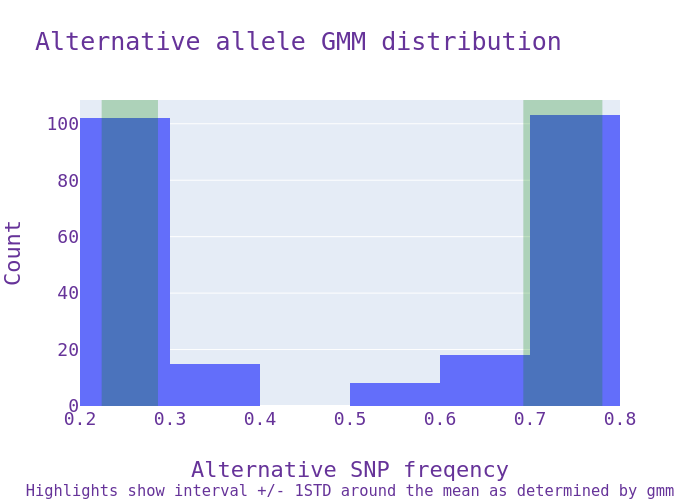 Alternative allele GMM distribution
100
80
60
40
20
0
Count
0.2 0.3 0.4 0.5 0.6 0.7 0.8
Alternative SNP freqency
Highlights show interval +/- 1STD around the mean as determined by gmm